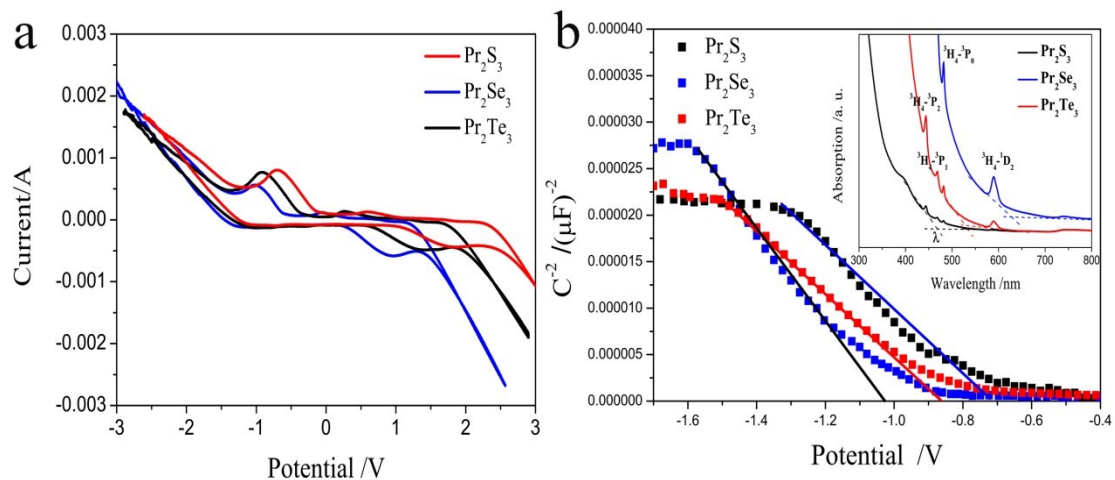 a
0.003
0.002
0.001
0.000
-0.001
-0.002
-0.003
Current/A
-3 -2 -1 0 1 2 3
Potential /V
Pr₂S₃
Pr₂Se₃
Pr₂Te₃
b
0.000040
0.000035
0.000030
0.000025
0.000020
0.000015
0.000010
0.000005
0.000000
C⁻² /(μF)⁻²
-1.6 -1.4 -1.2 -1.0 -0.8 -0.6 -0.4
Potential /V
Pr₂S₃
Pr₂Se₃
Pr₂Te₃
Absorption /a. u.
³H₄-³P₀
³H₄-³P₂
³H₄-³P₁
³H₄-¹D₂
λ
Pr₂S₃
Pr₂Se₃
Pr₂Te₃
300 400 500 600 700 800
Wavelength /nm